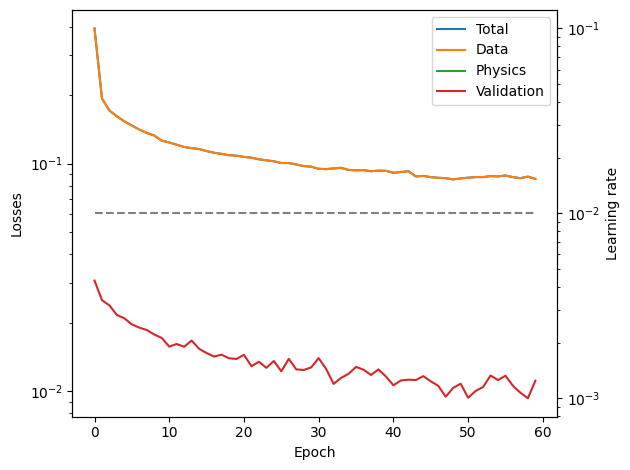 Total
Data
Physics
Validation
Losses
10⁻¹
10⁻²
Learning rate
10⁻¹
10⁻²
10⁻³
0 10 20 30 40 50 60
Epoch